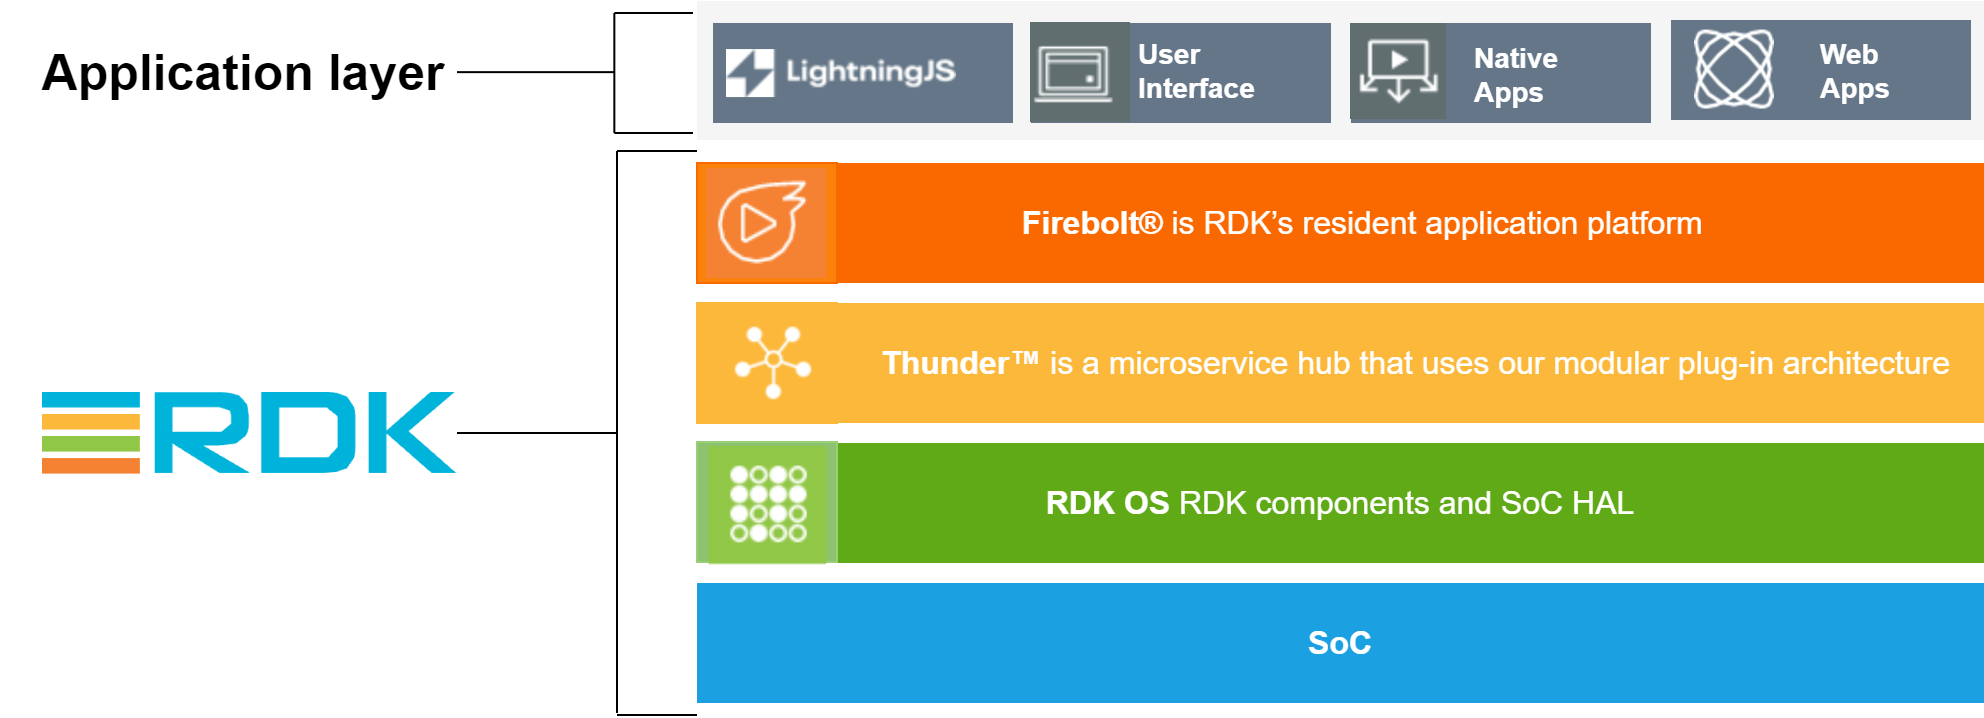 Application layer
LightningJS
User
Interface
Native
Apps
Web
Apps
Firebolt® is RDK’s resident application platform
Thunder™ is a microservice hub that uses our modular plug-in architecture
RDK
RDK OS RDK components and SoC HAL
SoC